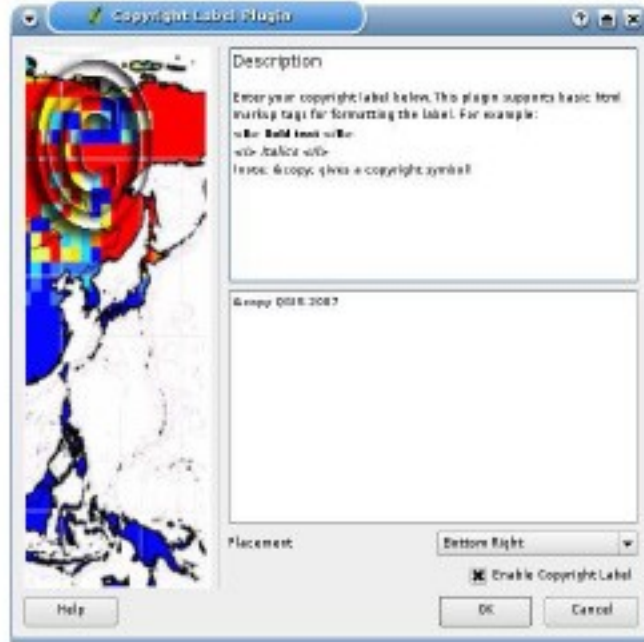 Copyright Label Plugin
Description
Enter your copyright label below. This plugin supports basic html
markup tags for formatting the label. For example:
<B> Bold text </B>
<I> Italics </I>
(note: &copy; gives a copyright symbol)
&copy QGIS 2007
Placement
Bottom Right
Enable Copyright Label
Help
OK
Cancel